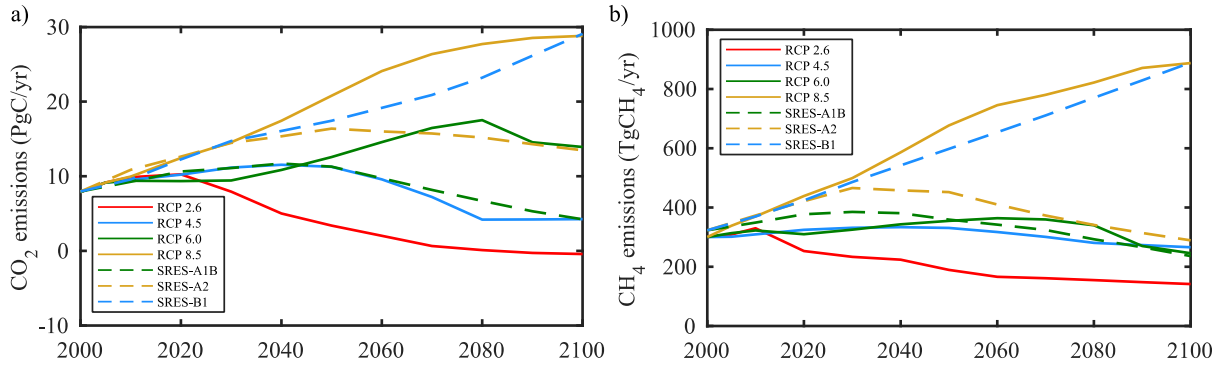 a)
CO2 emissions (PgC/yr)
30
20
10
0
-10
2000
2020
2040
2060
2080
2100
RCP 2.6
RCP 4.5
RCP 6.0
RCP 8.5
SRES-A1B
SRES-A2
SRES-B1
b)
CH4 emissions (TgCH4/yr)
1000
800
600
400
200
0
2000
2020
2040
2060
2080
2100
RCP 2.6
RCP 4.5
RCP 6.0
RCP 8.5
SRES-A1B
SRES-A2
SRES-B1